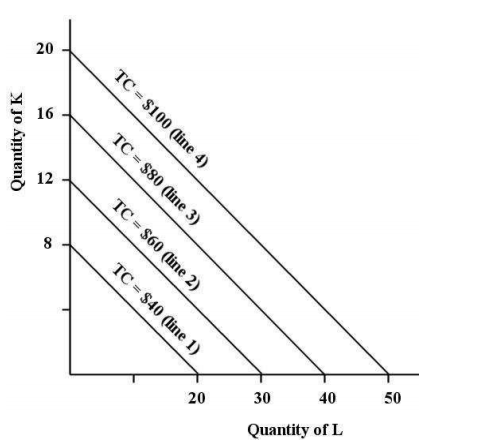 20
16
12
8
Quantity of K
TC = $100 (line 4)
TC = $80 (line 3)
TC = $60 (line 2)
TC = $40 (line 1)
20 30 40 50
Quantity of L